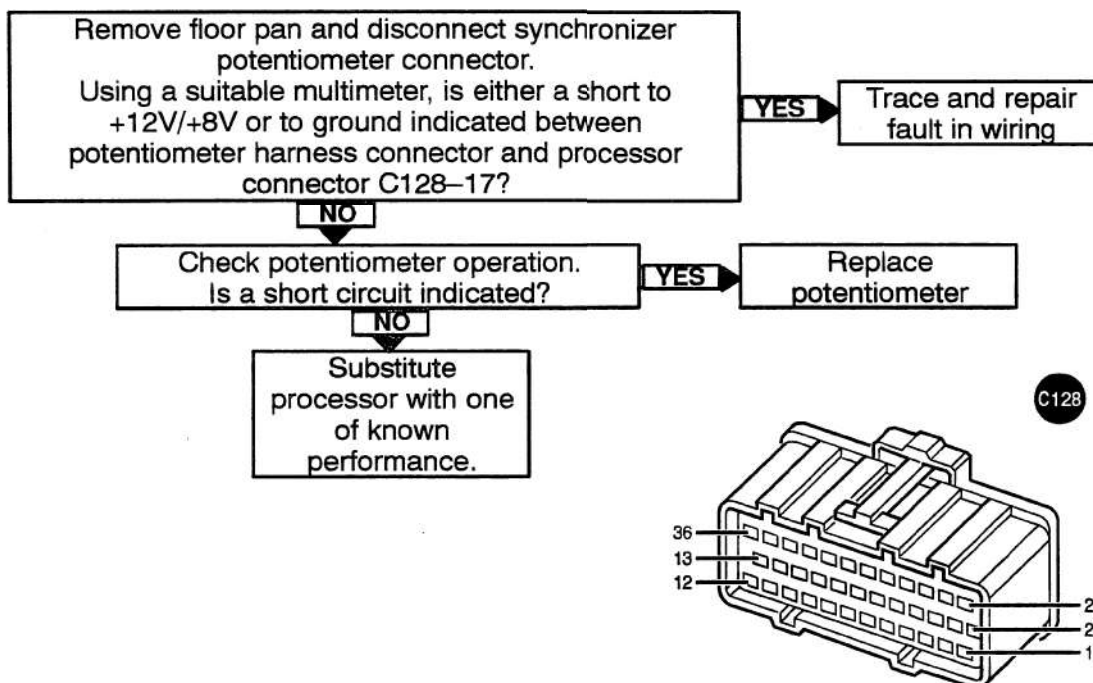 Remove floor pan and disconnect synchronizer
potentiometer connector.
Using a suitable multimeter, is either a short to
+12V/+8V or to ground indicated between
potentiometer harness connector and processor
connector C128–17?
YES
Trace and repair
fault in wiring
NO
Check potentiometer operation.
Is a short circuit indicated?
YES
Replace
potentiometer
NO
Substitute
processor with one
of known
performance.
C128
36
13
12
2
2
1